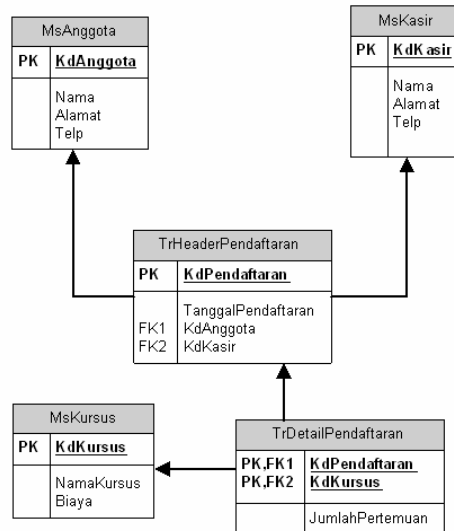 MsAnggota
PK KdAnggota
Nama
Alamat
Telp
MsKasir
PK KdKasir
Nama
Alamat
Telp
TrHeaderPendaftaran
PK KdPendaftaran
TanggalPendaftaran
FK1 KdAnggota
FK2 KdKasir
MsKursus
PK KdKursus
NamaKursus
Biaya
TrDetailPendaftaran
PK,FK1 KdPendaftaran
PK,FK2 KdKursus
JumlahPertemuan